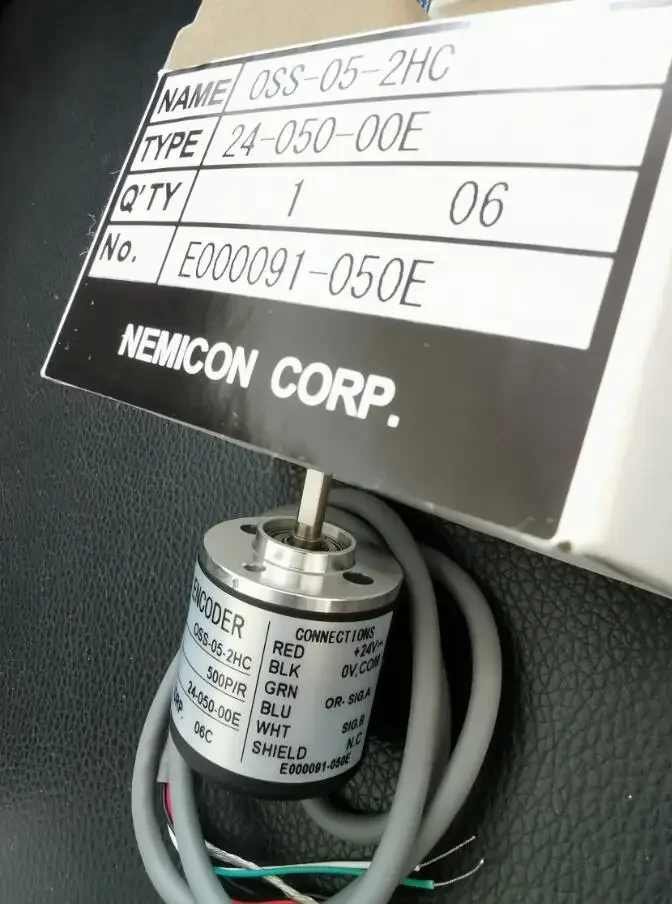 NAME OSS-05-2HC
TYPE 24-050-00E
Q'TY 1 06
No. E000091-050E
NEMICON CORP.
ENCODER
OSS-05-2HC
500P/R
24-050-00E
06C
CONNECTIONS
RED +24V
BLK 0V,COM
GRN OR- SIG.A
BLU
WHT SIG.B
SHIELD N.C
E000091-050E